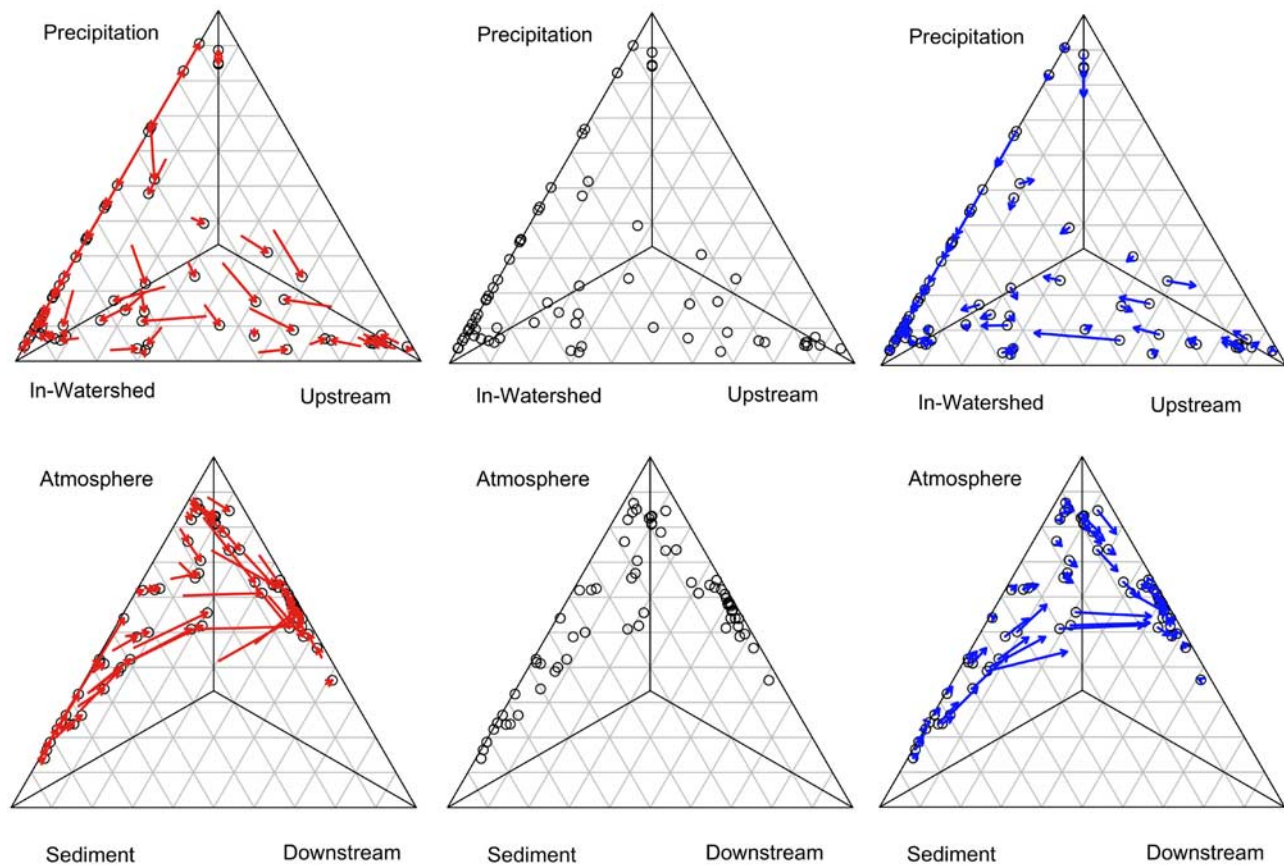 Precipitation Precipitation Precipitation
In-Watershed Upstream In-Watershed Upstream In-Watershed Upstream
Atmosphere Atmosphere Atmosphere
Sediment Downstream Sediment Downstream Sediment Downstream